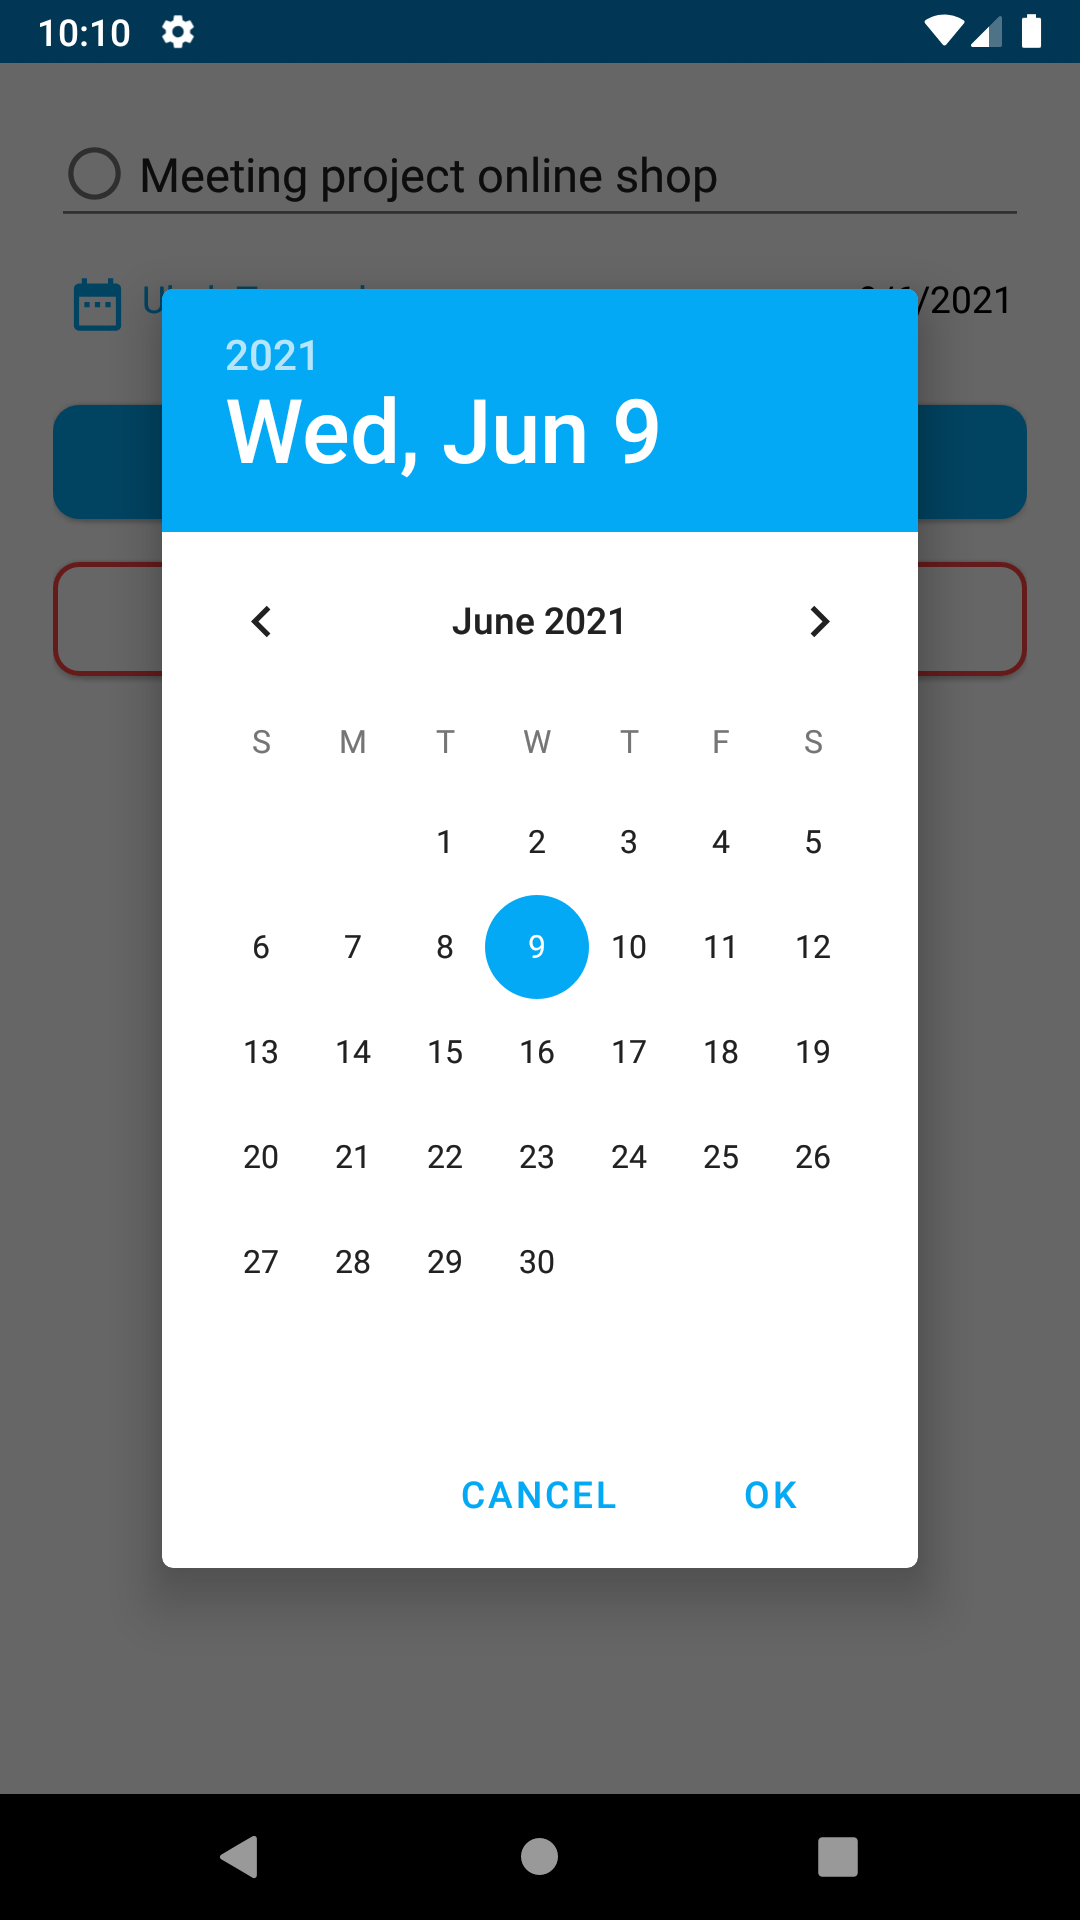 10:10
Meeting project online shop
/2021
2021
Wed, Jun 9
June 2021
S M T W T F S
1 2 3 4 5
6 7 8 9 10 11 12
13 14 15 16 17 18 19
20 21 22 23 24 25 26
27 28 29 30
CANCEL OK